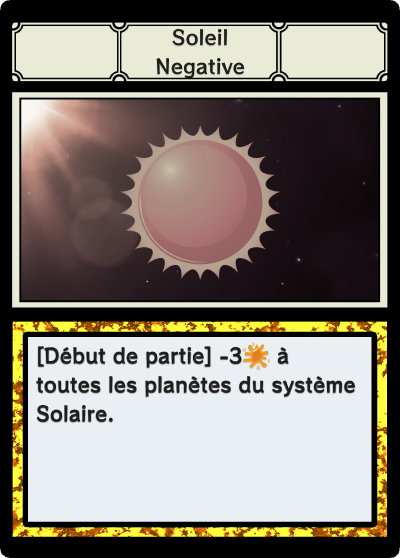 Soleil
Negative
[Début de partie] -3 à
toutes les planètes du système
Solaire.